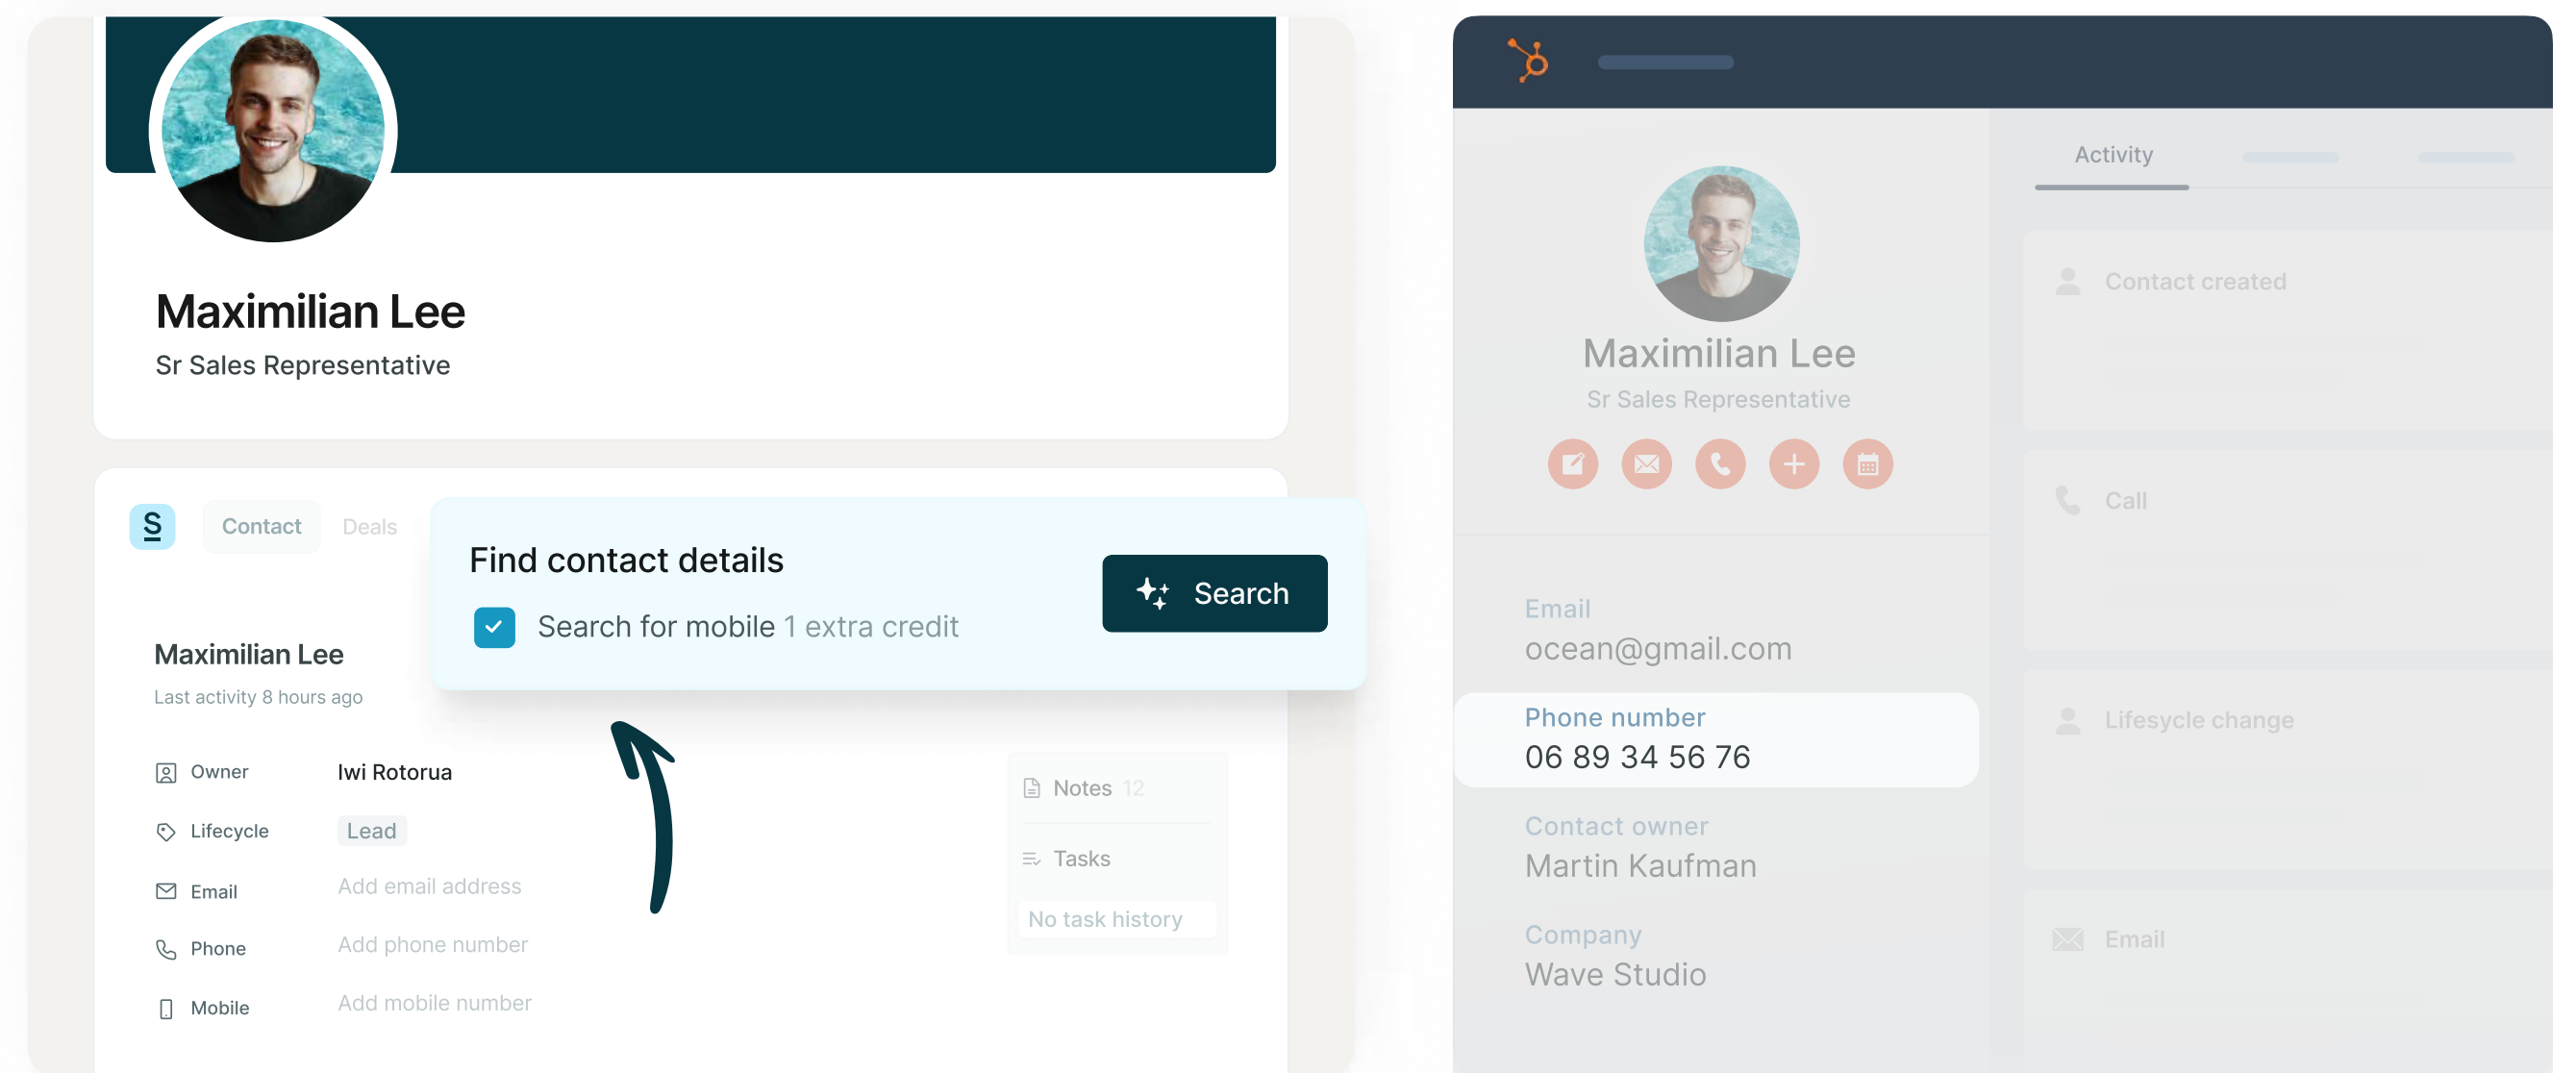 Maximilian Lee
Sr Sales Representative
S
Contact
Deals
Find contact details
Search for mobile 1 extra credit
Search
Maximilian Lee
Last activity 8 hours ago
Owner
Iwi Rotorua
Lifecycle
Lead
Email
Add email address
Phone
Add phone number
Mobile
Add mobile number
Notes 12
Tasks
No task history
Maximilian Lee
Sr Sales Representative
Email
ocean@gmail.com
Phone number
06 89 34 56 76
Contact owner
Martin Kaufman
Company
Wave Studio
Activity
Contact created
Call
Lifesycle change
Email